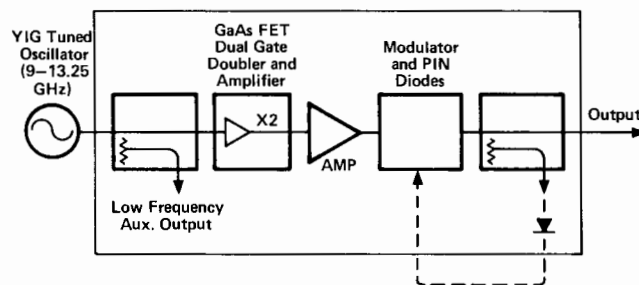 YIG Tuned
Oscillator
(9–13.25
GHz)
GaAs FET
Dual Gate
Doubler and
Amplifier
X2
AMP
Modulator
and PIN
Diodes
Output
Low Frequency
Aux. Output